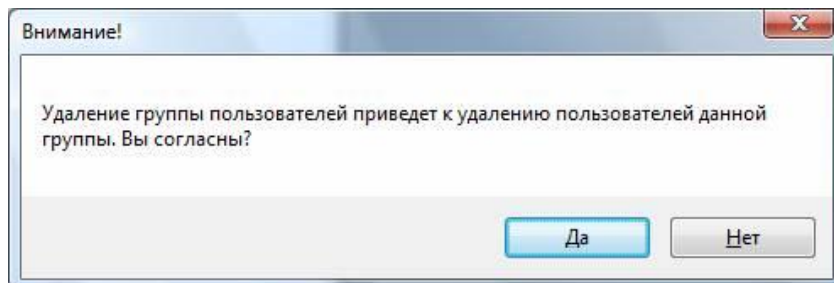 Внимание!
Удаление группы пользователей приведет к удалению пользователей данной
группы. Вы согласны?
Да
Нет